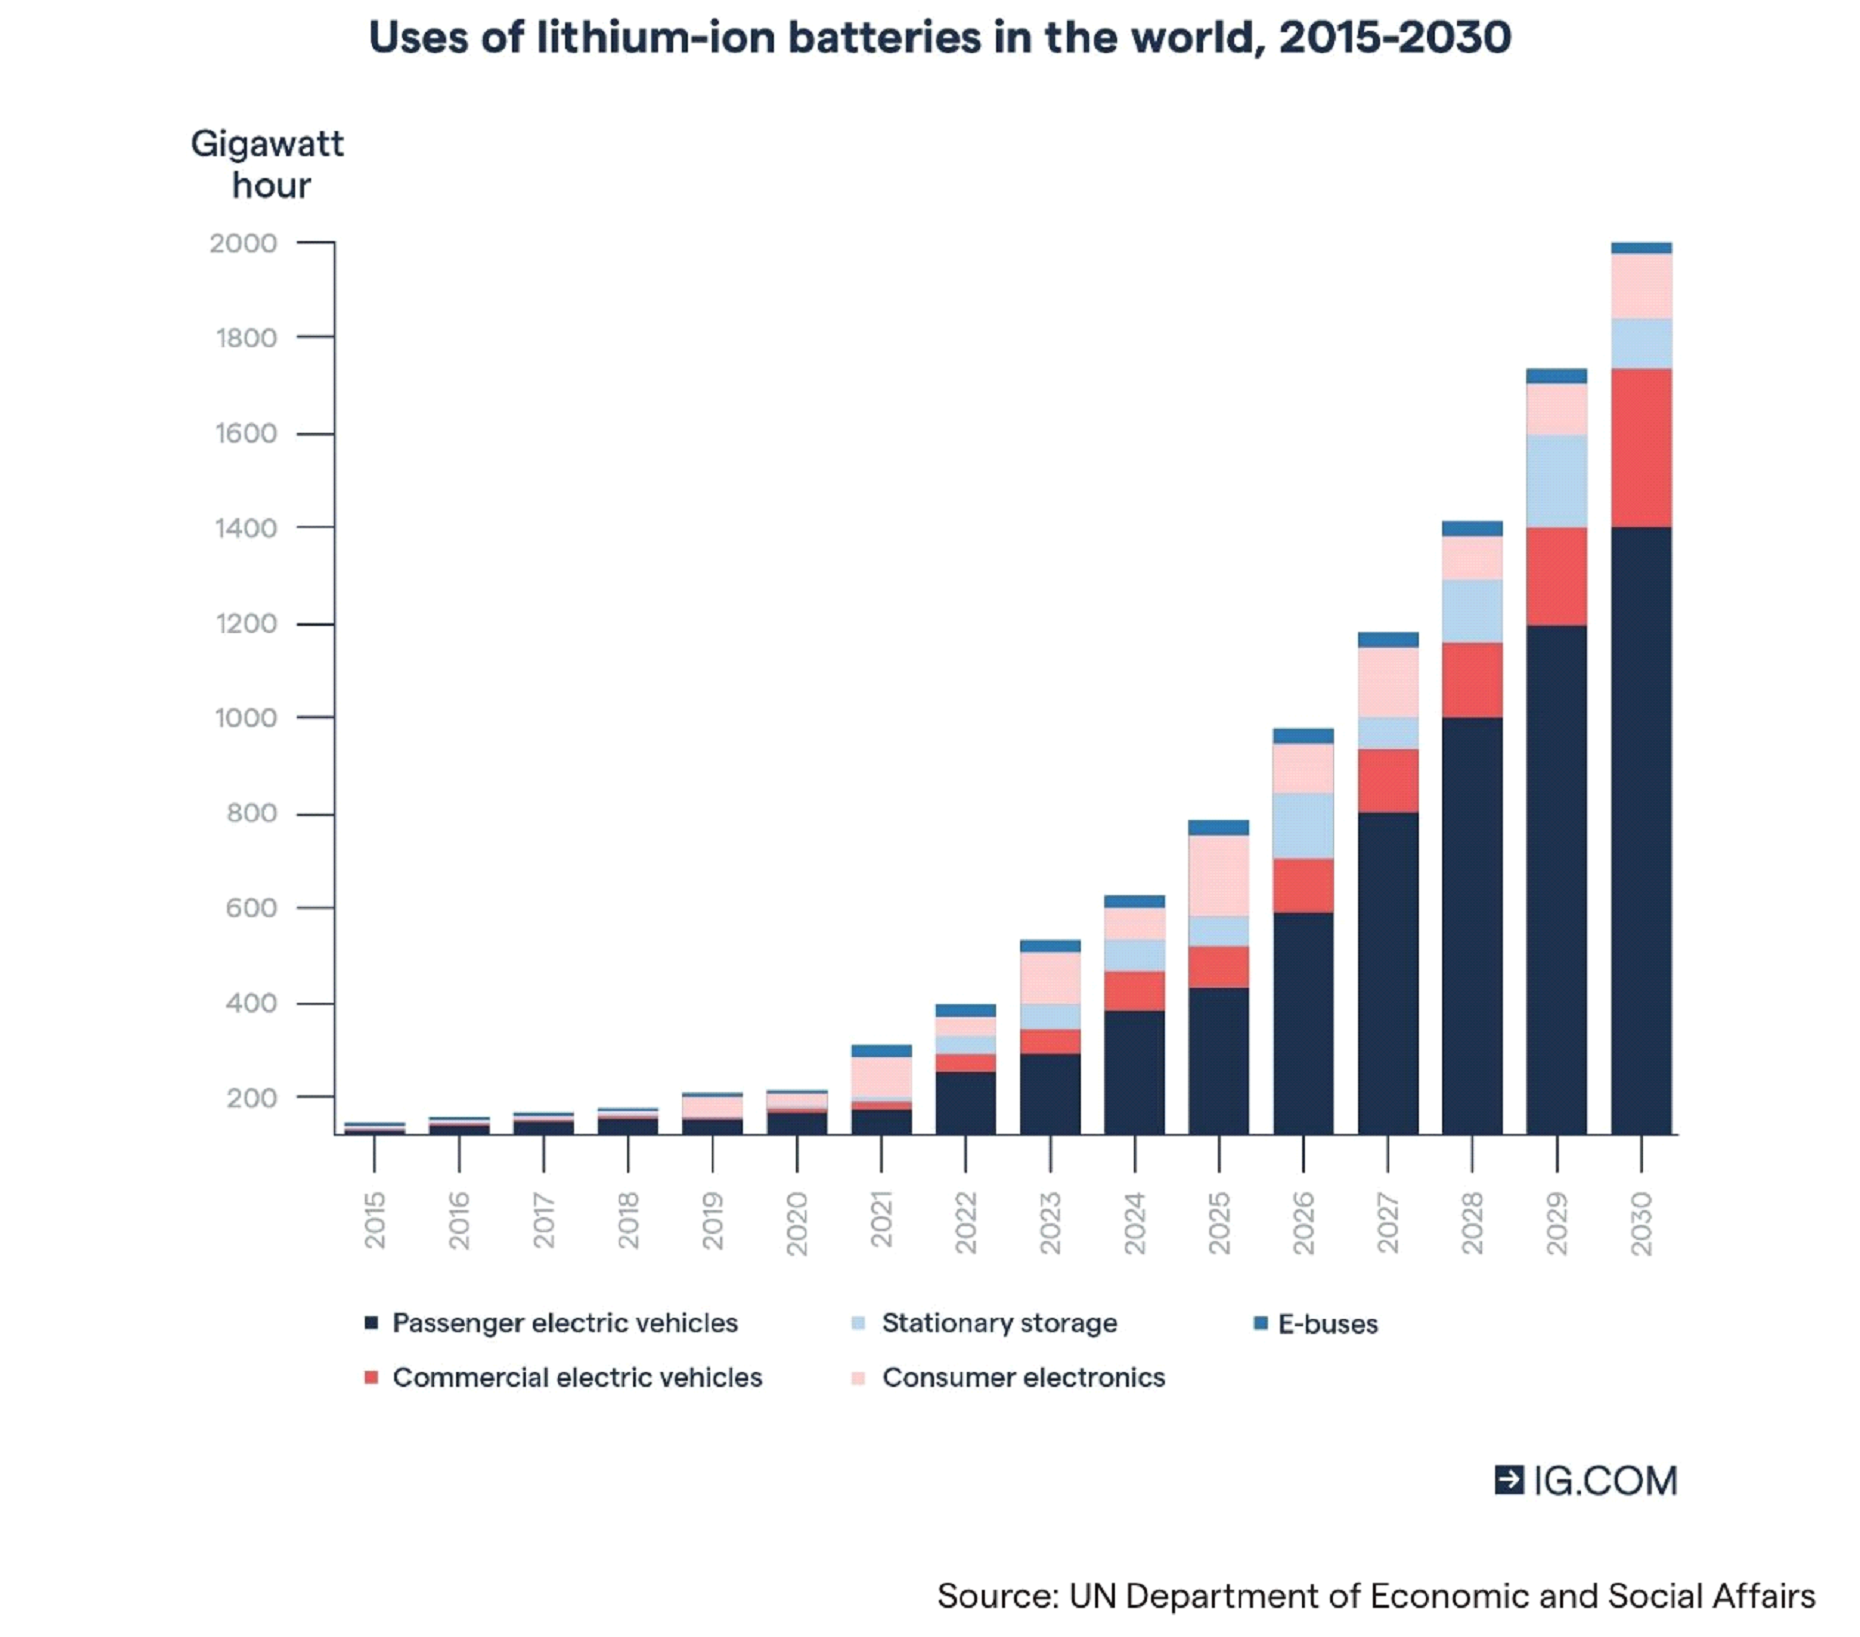 Uses of lithium-ion batteries in the world, 2015-2030
Gigawatt
hour
2000
1800
1600
1400
1200
1000
800
600
400
200
2015
2016
2017
2018
2019
2020
2021
2022
2023
2024
2025
2026
2027
2028
2029
2030
Passenger electric vehicles
Stationary storage
E-buses
Commercial electric vehicles
Consumer electronics
IG.COM
Source: UN Department of Economic and Social Affairs